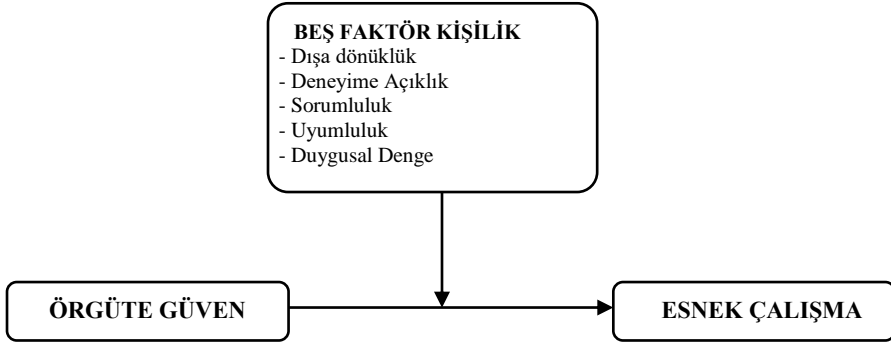 BEŞ FAKTÖR KİŞİLİK
- Dışa dönüklük
- Deneyime Açıklık
- Sorumluluk
- Uyumluluk
- Duygusal Denge
ÖRGÜTE GÜVEN
ESNEK ÇALIŞMA